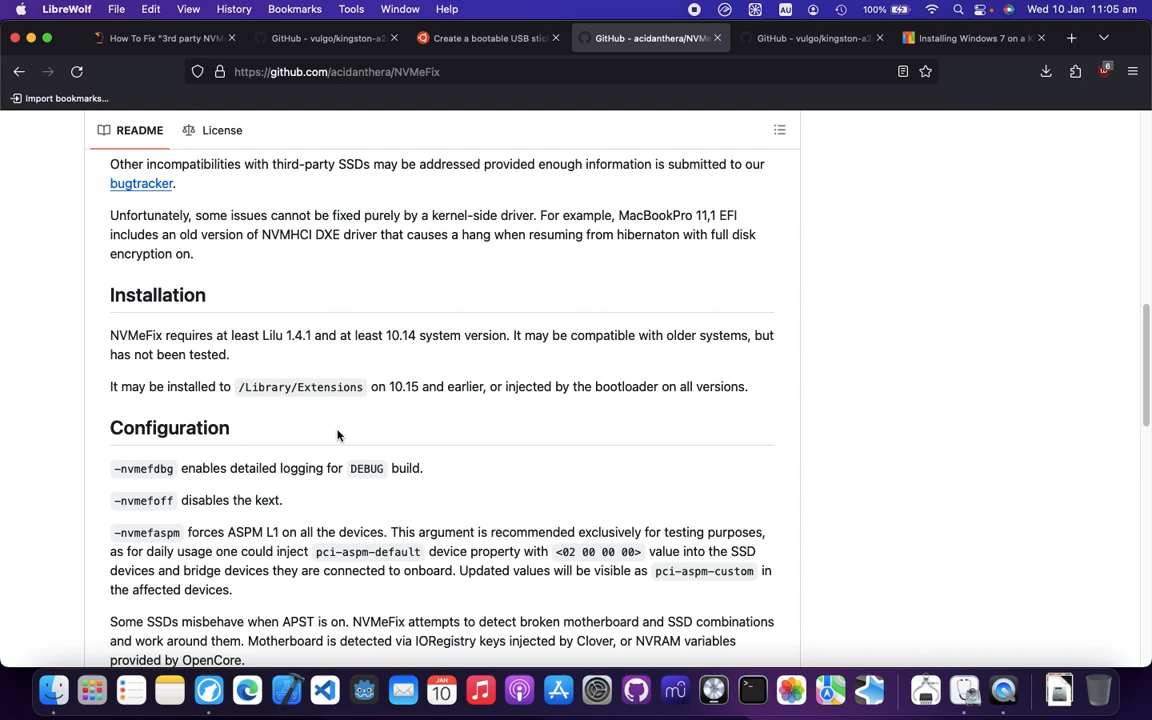 LibreWolf File Edit View History Bookmarks Tools Window Help AU 100% Wed 10 Jan 11:05 am
How To Fix "3rd party NVM GitHub - vulgo/kingston-a2 Create a bootable USB stic GitHub - acidanthera/NVMe GitHub - vulgo/kingston-a2 Installing Windows 7 on a K
https://github.com/acidanthera/NVMeFix 6
Import bookmarks...
README License
Other incompatibilities with third-party SSDs may be addressed provided enough information is submitted to our
bugtracker.
Unfortunately, some issues cannot be fixed purely by a kernel-side driver. For example, MacBookPro 11,1 EFI
includes an old version of NVMHCI DXE driver that causes a hang when resuming from hibernaton with full disk
encryption on.
Installation
NVMeFix requires at least Lilu 1.4.1 and at least 10.14 system version. It may be compatible with older systems, but
has not been tested.
It may be installed to /Library/Extensions on 10.15 and earlier, or injected by the bootloader on all versions.
Configuration
-nvmefdbg enables detailed logging for DEBUG build.
-nvmefoff disables the kext.
-nvmefaspm forces ASPM L1 on all the devices. This argument is recommended exclusively for testing purposes,
as for daily usage one could inject pci-aspm-default device property with <02 00 00 00> value into the SSD
devices and bridge devices they are connected to onboard. Updated values will be visible as pci-aspm-custom in
the affected devices.
Some SSDs misbehave when APST is on. NVMeFix attempts to detect broken motherboard and SSD combinations
and work around them. Motherboard is detected via IORegistry keys injected by Clover, or NVRAM variables
provided by OpenCore.
JAN
10